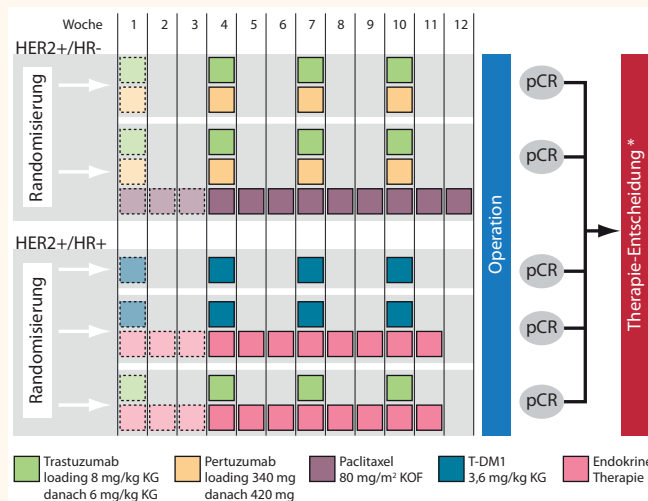 Woche 1 2 3 4 5 6 7 8 9 10 11 12
HER2+/HR-
Randomisierung
HER2+/HR+
Randomisierung
Operation
pCR
pCR
pCR
pCR
pCR
Therapie-Entscheidung *
Trastuzumab
loading 8 mg/kg KG
danach 6 mg/kg KG
Pertuzumab
loading 340 mg
danach 420 mg
Paclitaxel
80 mg/m² KOF
T-DM1
3,6 mg/kg KG
Endokrine
Therapie